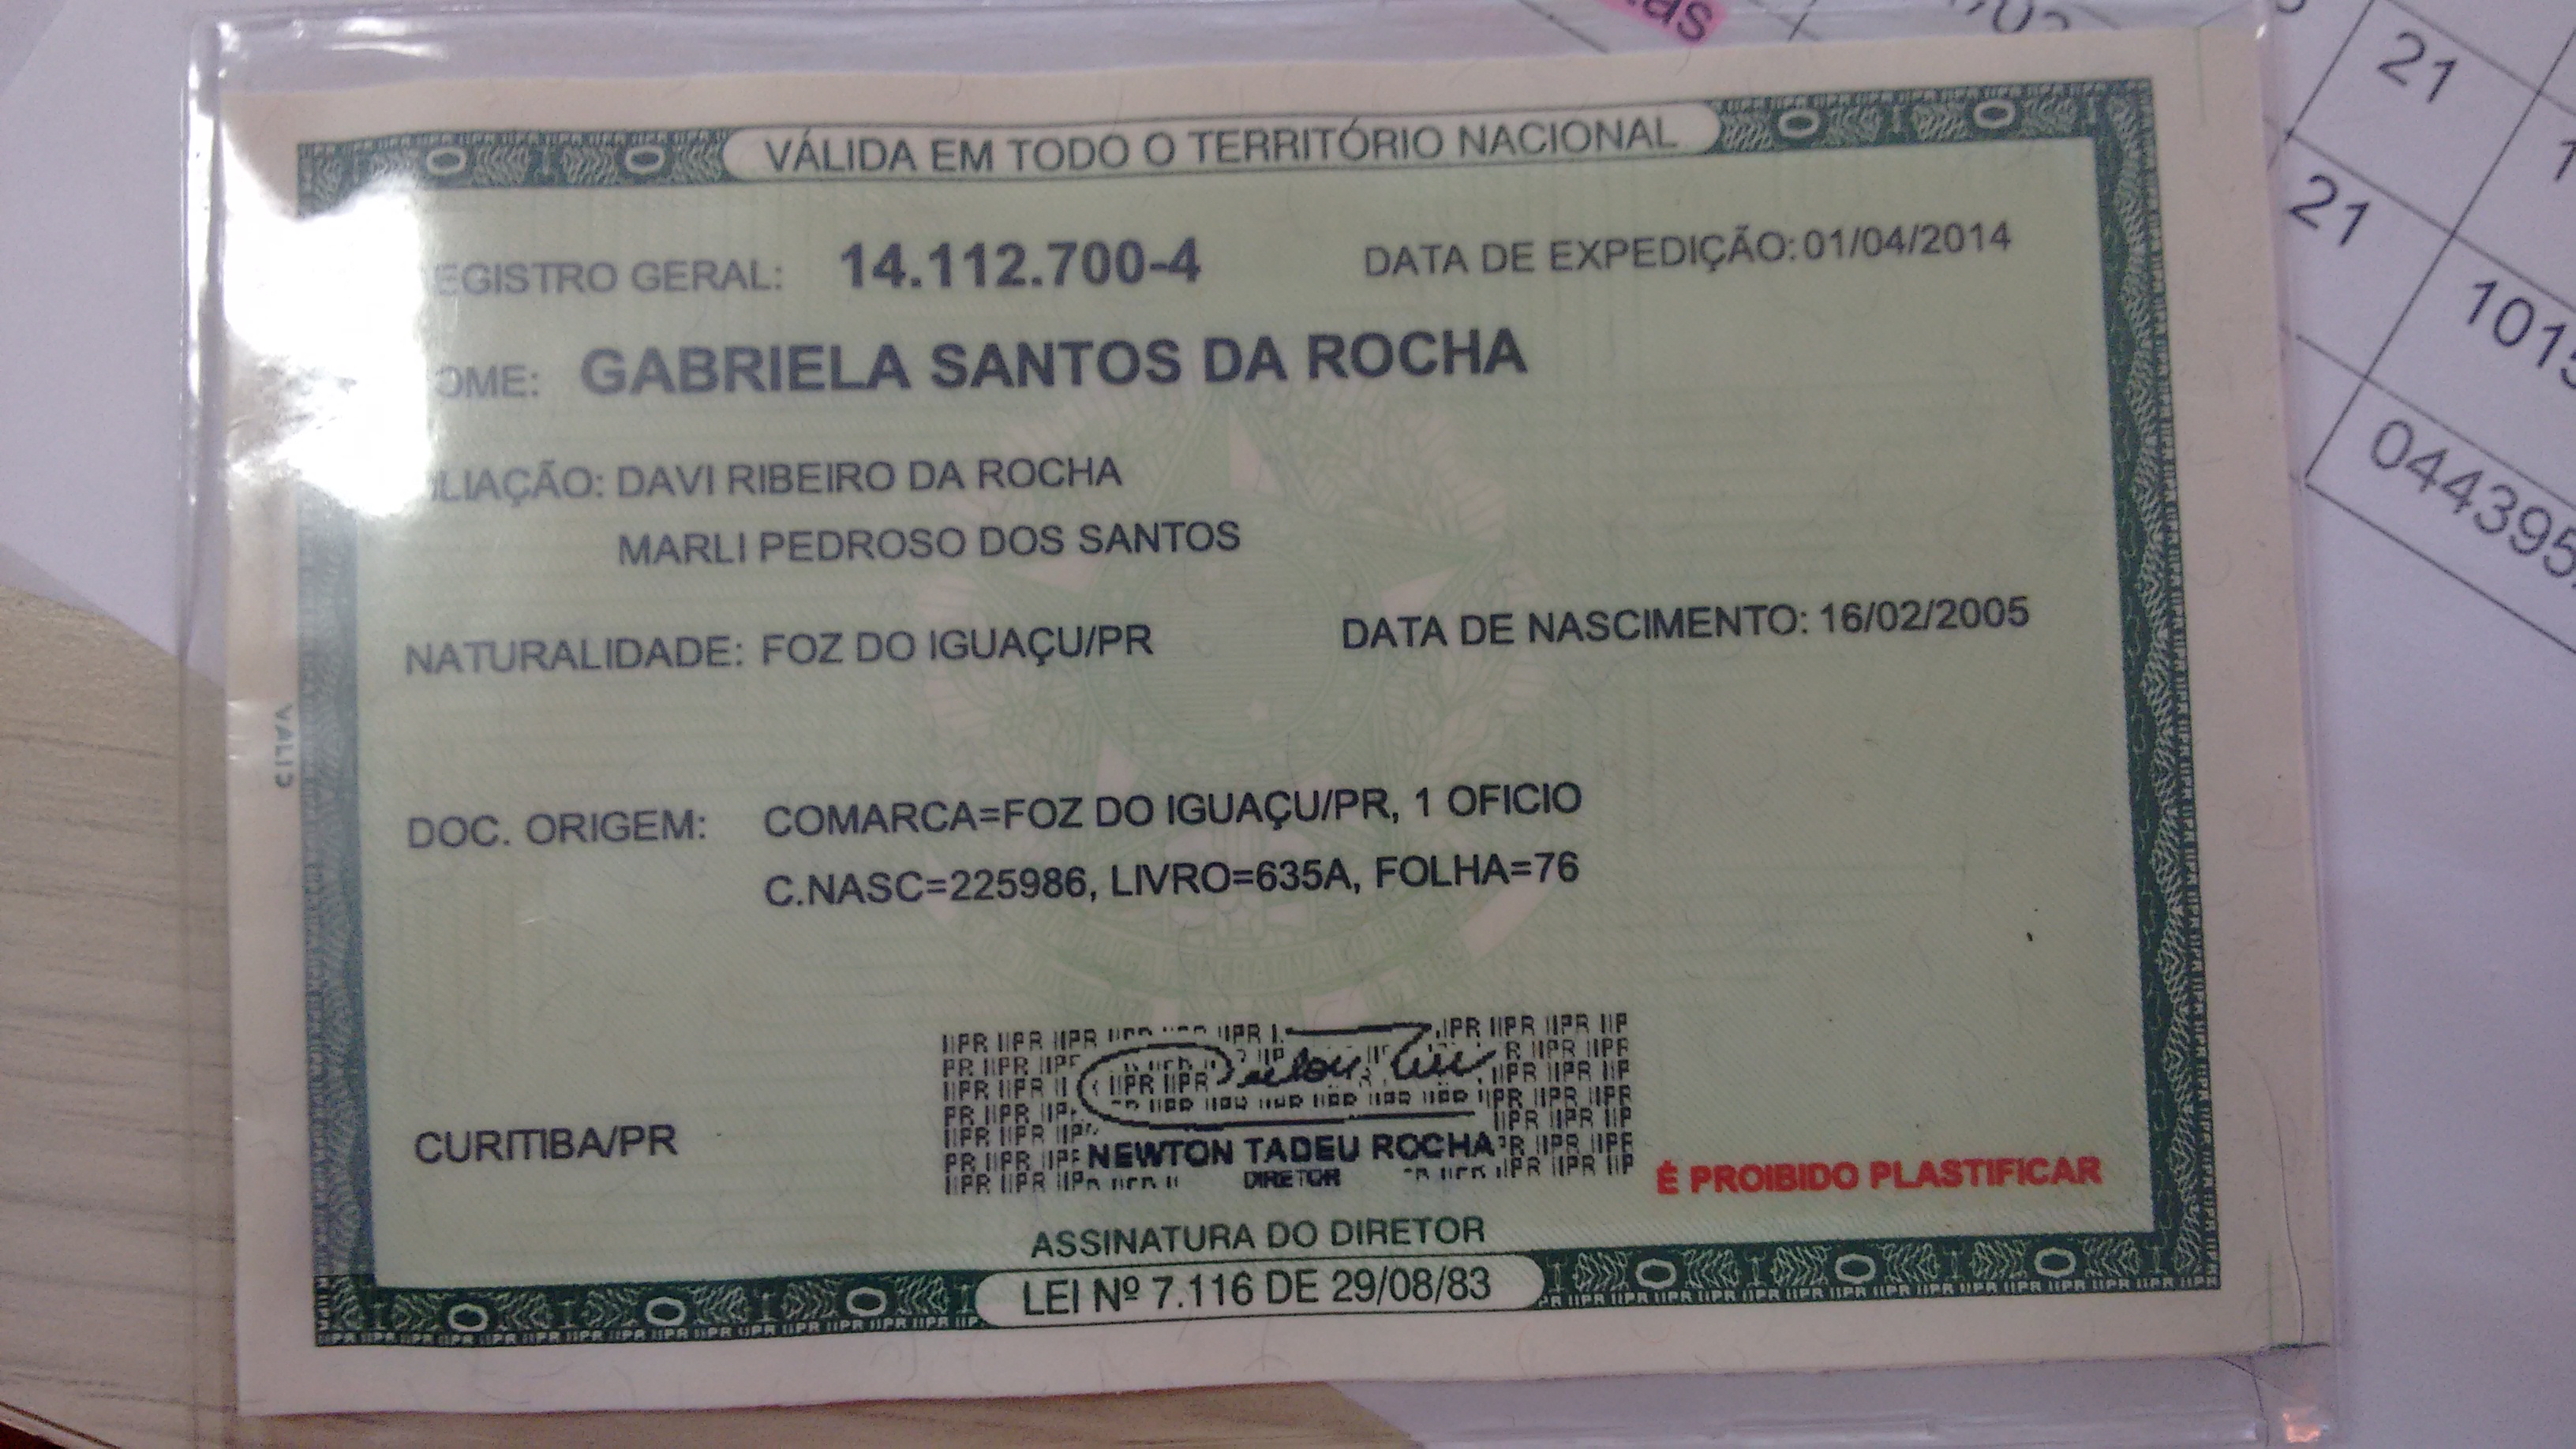 VÁLIDA EM TODO O TERRITÓRIO NACIONAL
EGISTRO GERAL: 14.112.700-4 DATA DE EXPEDIÇÃO: 01/04/2014
OME: GABRIELA SANTOS DA ROCHA
LIAÇÃO: DAVI RIBEIRO DA ROCHA
MARLI PEDROSO DOS SANTOS
NATURALIDADE: FOZ DO IGUAÇU/PR DATA DE NASCIMENTO: 16/02/2005
DOC. ORIGEM: COMARCA=FOZ DO IGUAÇU/PR, 1 OFICIO
C.NASC=225986, LIVRO=635A, FOLHA=76
CURITIBA/PR
NEWTON TADEU ROCHA
DIRETOR
É PROIBIDO PLASTIFICAR
ASSINATURA DO DIRETOR
LEI Nº 7.116 DE 29/08/83
21
21
1015
044395